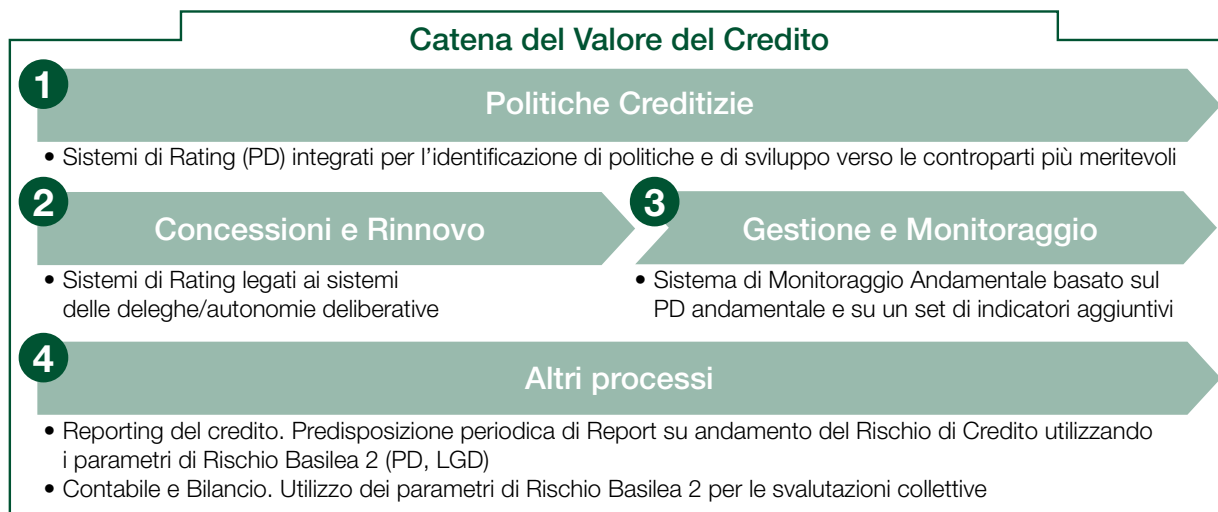 Catena del Valore del Credito
1
Politiche Creditizie
• Sistemi di Rating (PD) integrati per l'identificazione di politiche e di sviluppo verso le controparti più meritevoli
2
Concessioni e Rinnovo
• Sistemi di Rating legati ai sistemi
delle deleghe/autonomie deliberative
3
Gestione e Monitoraggio
• Sistema di Monitoraggio Andamentale basato sul
PD andamentale e su un set di indicatori aggiuntivi
4
Altri processi
• Reporting del credito. Predisposizione periodica di Report su andamento del Rischio di Credito utilizzando
i parametri di Rischio Basilea 2 (PD, LGD)
• Contabile e Bilancio. Utilizzo dei parametri di Rischio Basilea 2 per le svalutazioni collettive